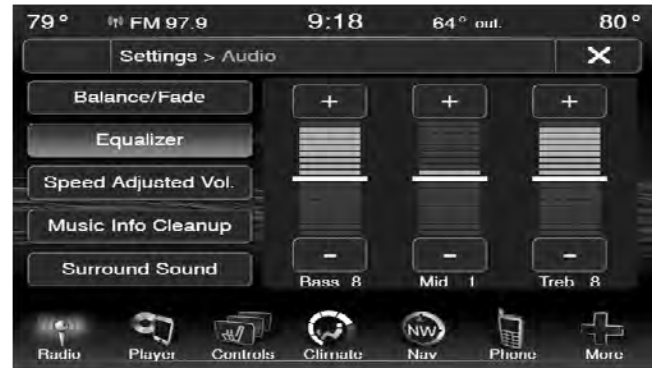 79° FM 97.9 9:18 64° out. 80°
Settings > Audio X
Balance/Fade + + +
Equalizer
Speed Adjusted Vol.
Music Info Cleanup
Surround Sound - - -
Bass 8 Mid 1 Treb 8
NW
Radio Player Controls Climate Nav Phone More